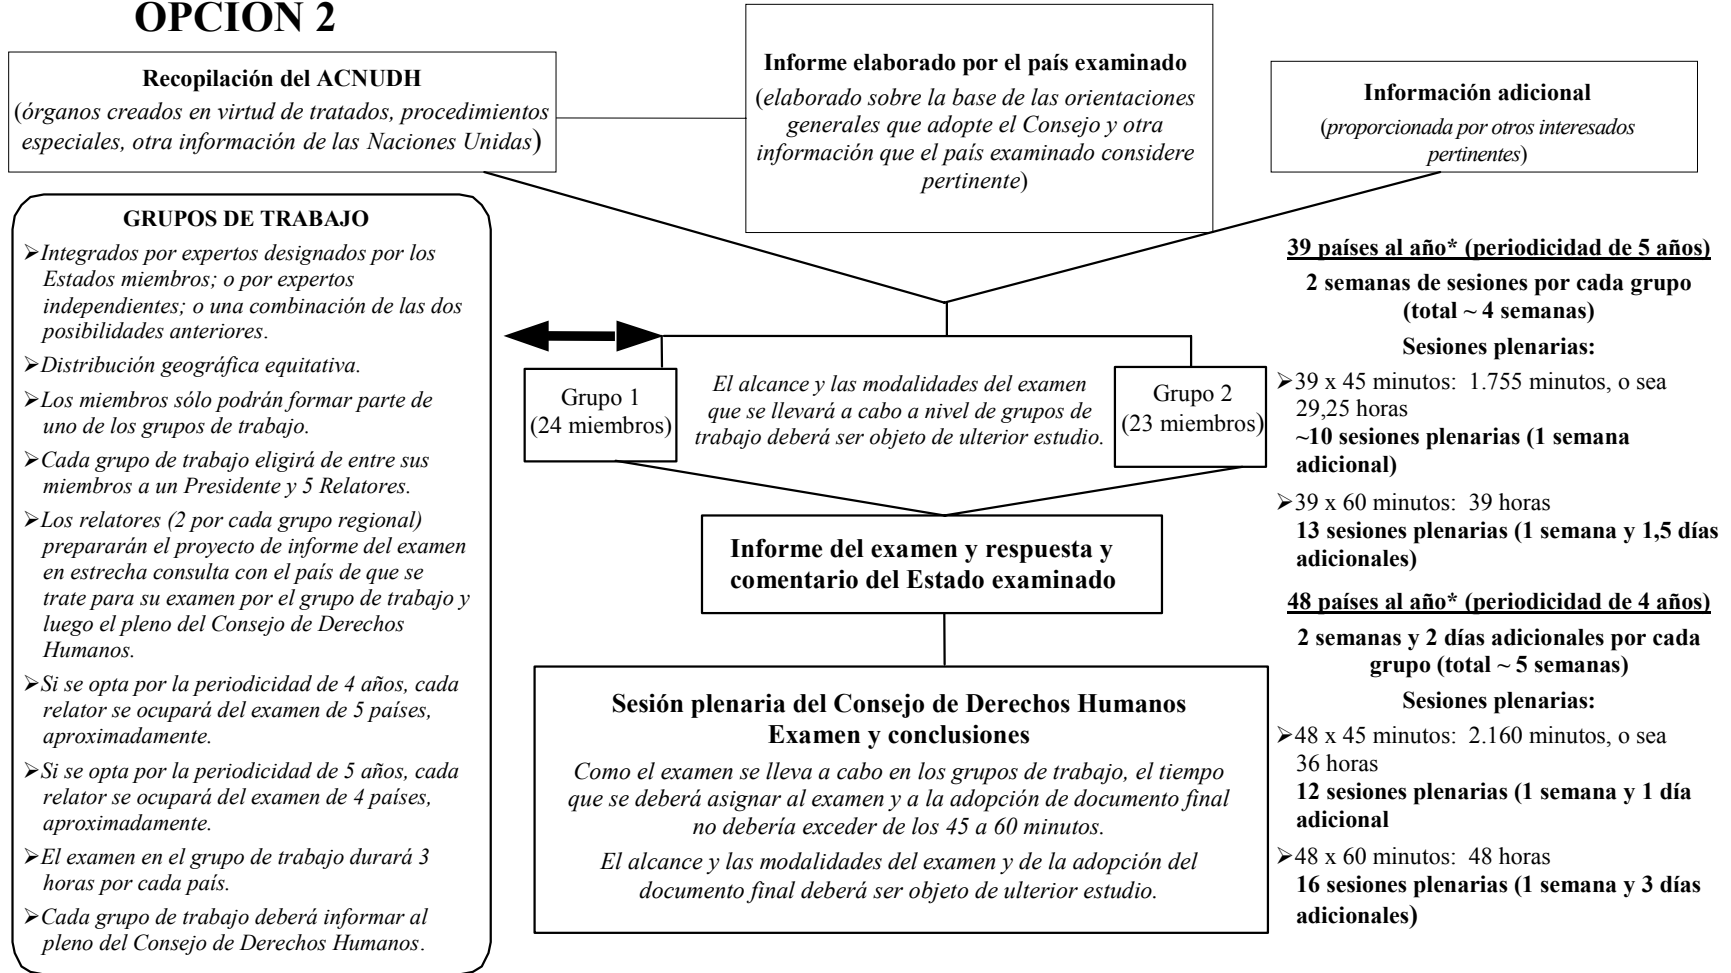 OPCIÓN 2
Recopilación del ACNUDH
(órganos creados en virtud de tratados, procedimientos
especiales, otra información de las Naciones Unidas)
Informe elaborado por el país examinado
(elaborado sobre la base de las orientaciones
generales que adopte el Consejo y otra
información que el país examinado considere
pertinente)
Información adicional
(proporcionada por otros interesados
pertinentes)
GRUPOS DE TRABAJO
➢Integrados por expertos designados por los
Estados miembros; o por expertos
independientes; o una combinación de las dos
posibilidades anteriores.
➢Distribución geográfica equitativa.
➢Los miembros sólo podrán formar parte de
uno de los grupos de trabajo.
➢Cada grupo de trabajo eligirá de entre sus
miembros a un Presidente y 5 Relatores.
➢Los relatores (2 por cada grupo regional)
prepararán el proyecto de informe del examen
en estrecha consulta con el país de que se
trate para su examen por el grupo de trabajo y
luego el pleno del Consejo de Derechos
Humanos.
➢Si se opta por la periodicidad de 4 años, cada
relator se ocupará del examen de 5 países,
aproximadamente.
➢Si se opta por la periodicidad de 5 años, cada
relator se ocupará del examen de 4 países,
aproximadamente.
➢El examen en el grupo de trabajo durará 3
horas por cada país.
➢Cada grupo de trabajo deberá informar al
pleno del Consejo de Derechos Humanos.
Grupo 1
(24 miembros)
El alcance y las modalidades del examen
que se llevará a cabo a nivel de grupos de
trabajo deberá ser objeto de ulterior estudio.
Grupo 2
(23 miembros)
Informe del examen y respuesta y
comentario del Estado examinado
Sesión plenaria del Consejo de Derechos Humanos
Examen y conclusiones
Como el examen se lleva a cabo en los grupos de trabajo, el tiempo
que se deberá asignar al examen y a la adopción de documento final
no debería exceder de los 45 a 60 minutos.
El alcance y las modalidades del examen y de la adopción del
documento final deberá ser objeto de ulterior estudio.
39 países al año* (periodicidad de 5 años)
2 semanas de sesiones por cada grupo
(total ~ 4 semanas)
Sesiones plenarias:
➢39 x 45 minutos: 1.755 minutos, o sea
29,25 horas
~10 sesiones plenarias (1 semana
adicional)
➢39 x 60 minutos: 39 horas
13 sesiones plenarias (1 semana y 1,5 días
adicionales)
48 países al año* (periodicidad de 4 años)
2 semanas y 2 días adicionales por cada
grupo (total ~ 5 semanas)
Sesiones plenarias:
➢48 x 45 minutos: 2.160 minutos, o sea
36 horas
12 sesiones plenarias (1 semana y 1 día
adicional
➢48 x 60 minutos: 48 horas
16 sesiones plenarias (1 semana y 3 días
adicionales)